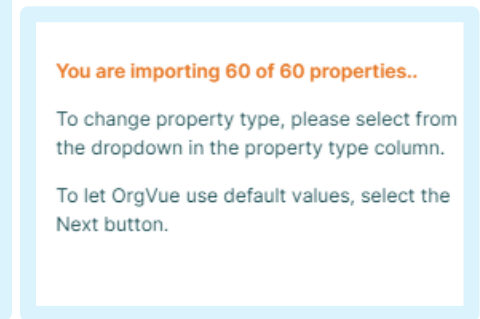 You are importing 60 of 60 properties..
To change property type, please select from
the dropdown in the property type column.
To let OrgVue use default values, select the
Next button.